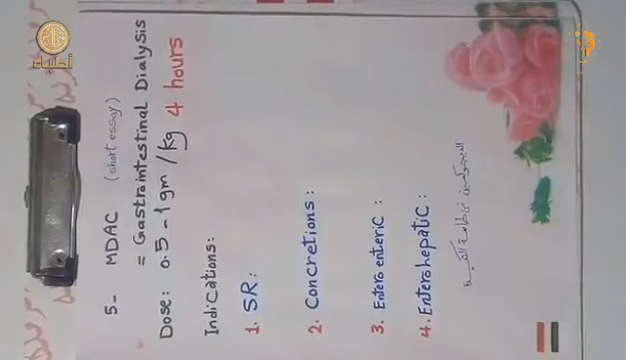 5- MDAC (short essay)
= Gastrointestinal Dialysis
Dose: 0.5-1 gm/kg 4 hours
Indications:
1. SR:
2. Concretions:
3. Entero enteric:
4. Enterohepatic:
أطباء